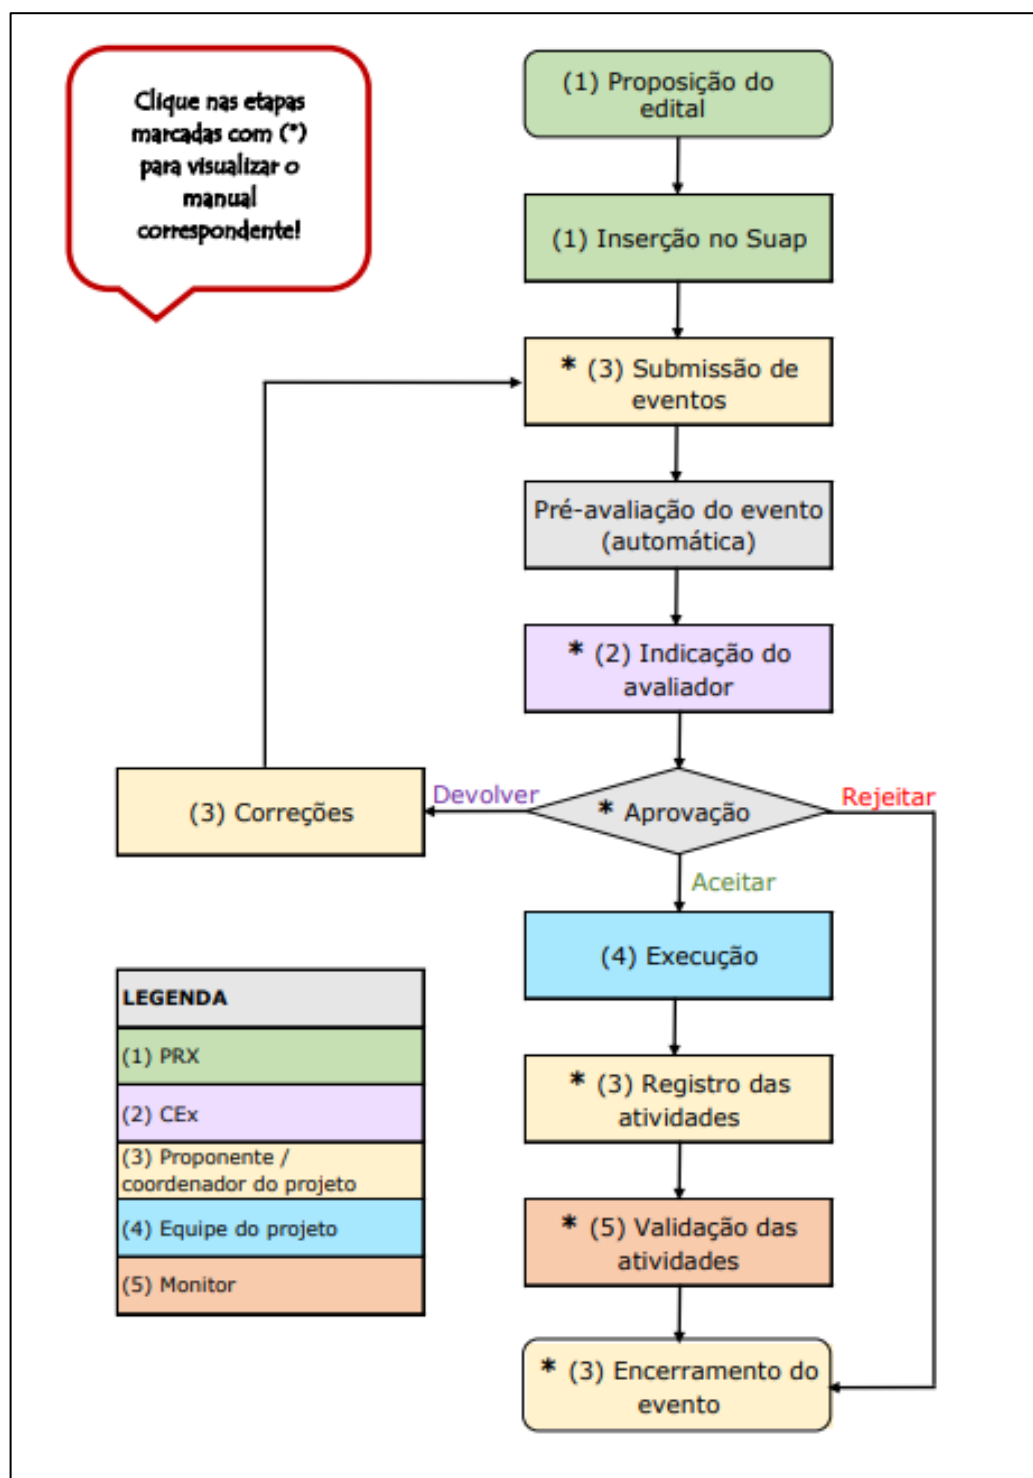 Clique nas etapas
marcadas com (*)
para visualizar o
manual
correspondente!
(1) Proposição do
edital
(1) Inserção no Suap
* (3) Submissão de
eventos
Pré-avaliação do evento
(automática)
* (2) Indicação do
avaliador
(3) Correções
Devolver
* Aprovação
Rejeitar
Aceitar
(4) Execução
* (3) Registro das
atividades
* (5) Validação das
atividades
* (3) Encerramento do
evento
LEGENDA
(1) PRX
(2) CEx
(3) Proponente /
coordenador do projeto
(4) Equipe do projeto
(5) Monitor